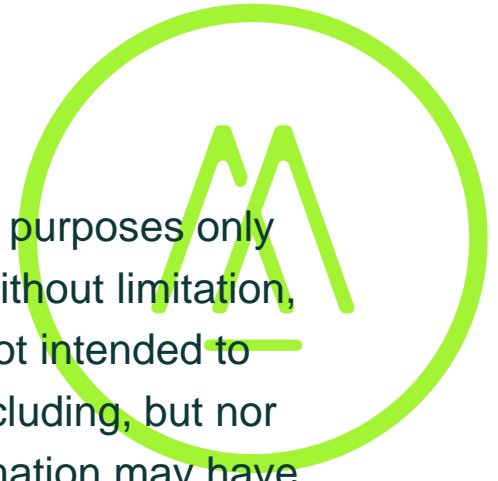 purposes only
ithout limitation,
ot intended to
cluding, but nor
nation may have